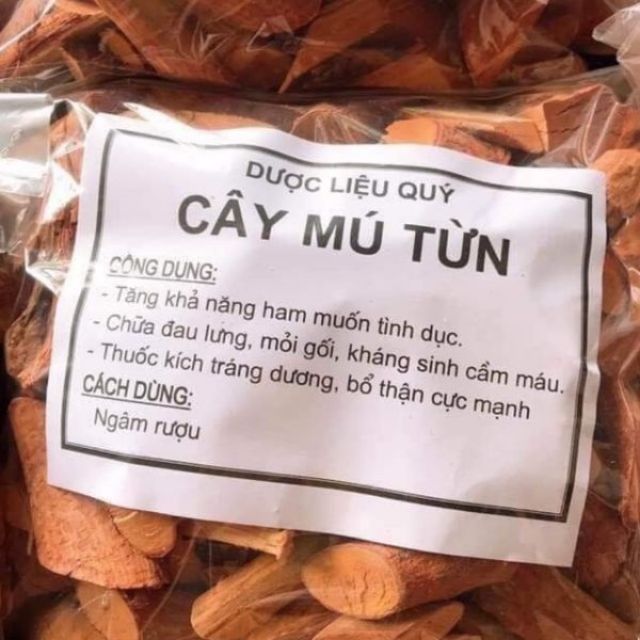 DƯỢC LIỆU QUÝ
CÂY MÚ TỪN
CÔNG DỤNG:
- Tăng khả năng ham muốn tình dục.
- Chữa đau lưng, mỏi gối, kháng sinh cầm máu.
- Thuốc kích tráng dương, bổ thận cực mạnh
CÁCH DÙNG:
Ngâm rượu